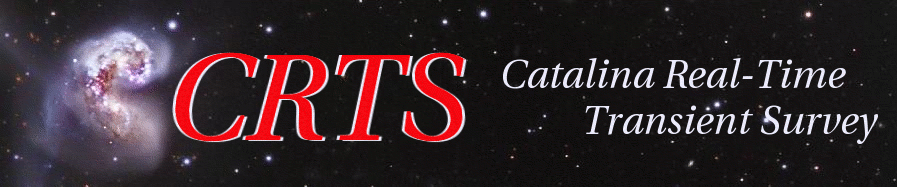 CRTS
Catalina Real-Time
Transient Survey